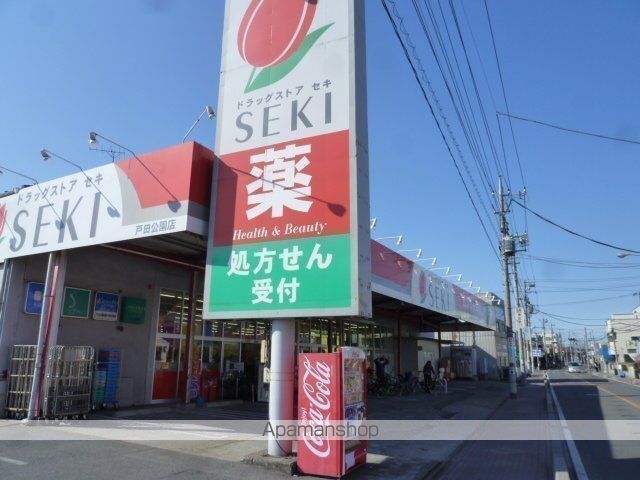 ドラッグストア セキ
SEKI
薬
Health & Beauty
処方せん
受付
ドラッグストア セキ
SEKI
戸田公園店
SEKI
Coca-Cola
Apamanshop